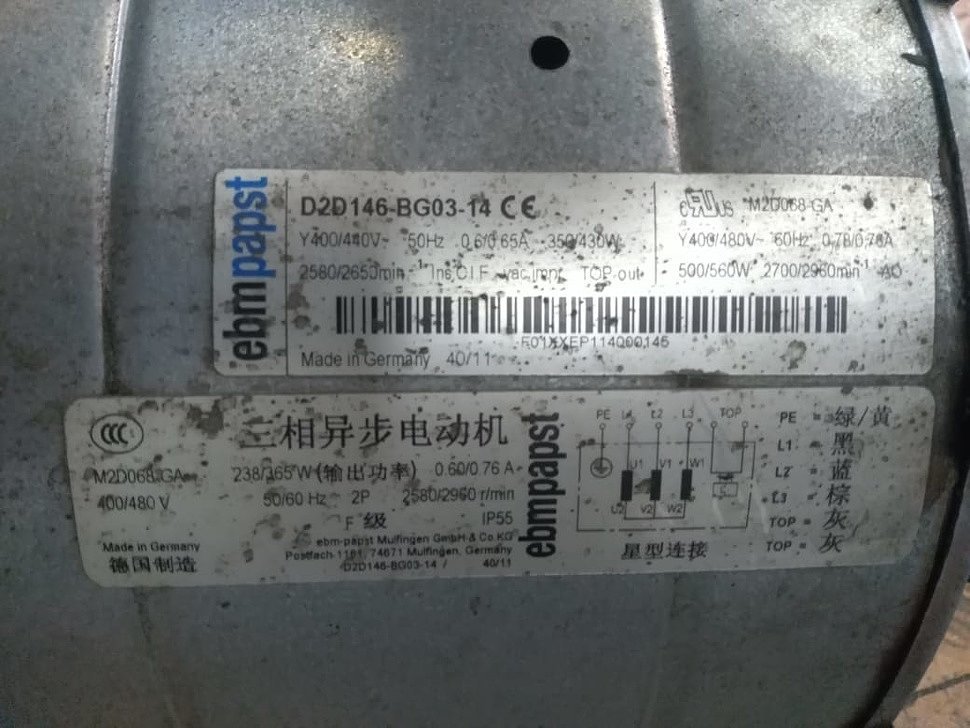 ebmpapst
D2D146-BG03-14 CE
Y400/440V~ 50Hz 0.6/0.65A 350/430W
2580/2650min⁻¹ Ins.Cl F vac.impr. TOP-out
M2D068-GA
Y400/480V~ 60Hz 0.78/0.76A
500/560W 2700/2960min⁻¹ AO
E01XXEP114000145
Made in Germany 40/11
CCC
三相异步电动机
M2D068-GA
400/480 V
238/365 W (输出功率) 0.60/0.76 A
50/60 Hz 2P 2580/2960 r/min
F 级 IP55
ebm-papst Mulfingen GmbH & Co KG
Postfach 1161, 74671 Mulfingen, Germany
D2D146-BG03-14 / 40/11
Made in Germany
德国制造
ebmpapst
PE L1 L2 L3 TOP
U1 V1 W1
U2 V2 W2
星型连接
PE = 绿/黄
L1 = 黑
L2 = 蓝
L3 = 棕
TOP = 灰
TOP = 灰